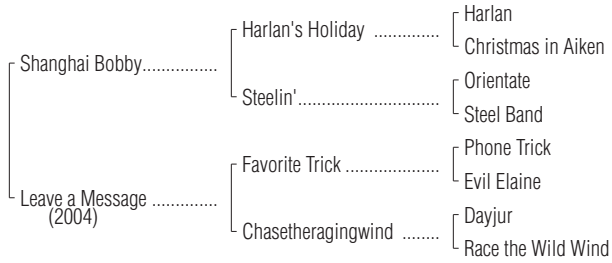 Harlan
Harlan's Holiday ..............
Christmas in Aiken
Shanghai Bobby................
Orientate
Steelin'..............................
Steel Band
Phone Trick
Favorite Trick ....................
Evil Elaine
Leave a Message ..............
(2004)
Dayjur
Chasetheragingwind ........
Race the Wild Wind